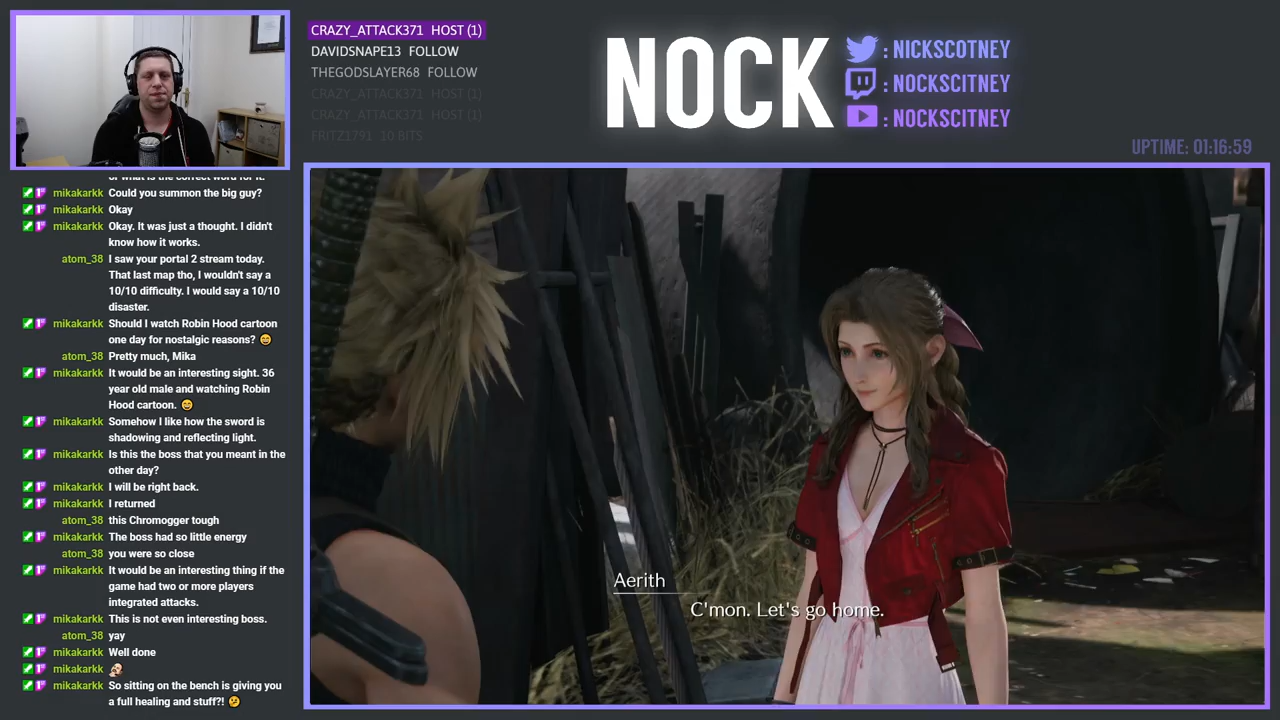 CRAZY_ATTACK371 HOST (1)
DAVIDSNAPE13 FOLLOW
THEGODSLAYER68 FOLLOW
CRAZY_ATTACK371 HOST (1)
CRAZY_ATTACK371 HOST (1)
FRITZ1791 10 BITS
NOCK
: NICKSCOTNEY
: NOCKSCITNEY
: NOCKSCITNEY
UPTIME: 01:16:59
or what is the correct word for it.
mikakarkk Could you summon the big guy?
mikakarkk Okay
mikakarkk Okay. It was just a thought. I didn't
know how it works.
atom_38 I saw your portal 2 stream today.
That last map tho, I wouldn't say a
10/10 difficulty. I would say a 10/10
disaster.
mikakarkk Should I watch Robin Hood cartoon
one day for nostalgic reasons? 😄
atom_38 Pretty much, Mika
mikakarkk It would be an interesting sight. 36
year old male and watching Robin
Hood cartoon. 😄
mikakarkk Somehow I like how the sword is
shadowing and reflecting light.
mikakarkk Is this the boss that you meant in the
other day?
mikakarkk I will be right back.
mikakarkk I returned
atom_38 this Chromogger tough
mikakarkk The boss had so little energy
atom_38 you were so close
mikakarkk It would be an interesting thing if the
game had two or more players
integrated attacks.
mikakarkk This is not even interesting boss.
atom_38 yay
mikakarkk Well done
mikakarkk
mikakarkk So sitting on the bench is giving you
a full healing and stuff?! 🤔
Aerith
C'mon. Let's go home.